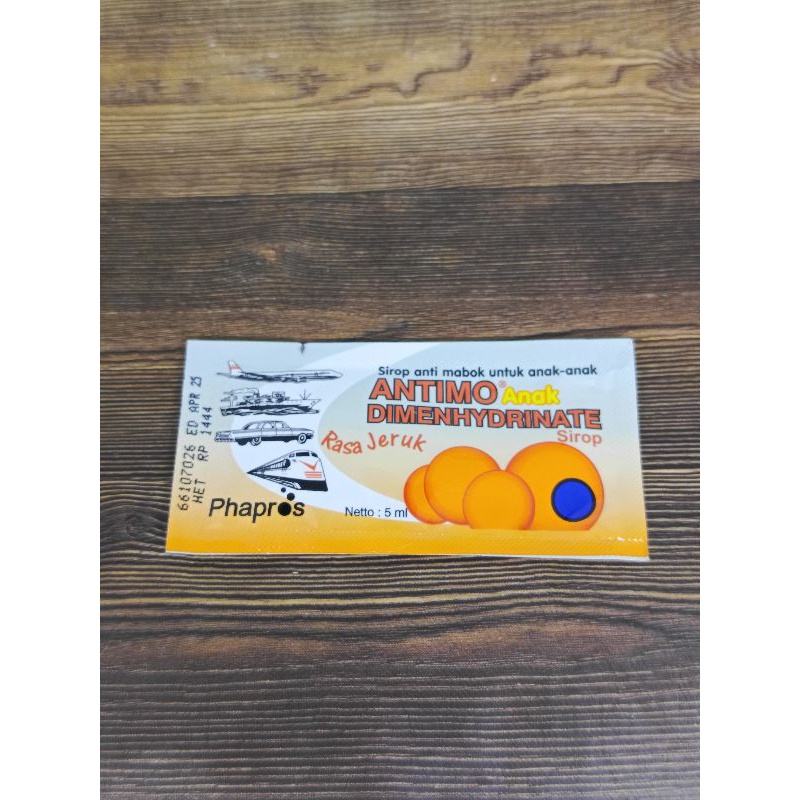 Sirop anti mabok untuk anak-anak
ANTIMO® Anak
DIMENHYDRINATE
Sirop
Rasa Jeruk
Phapros
Netto : 5 ml
66107026 ED APR 25
HET RP 1444